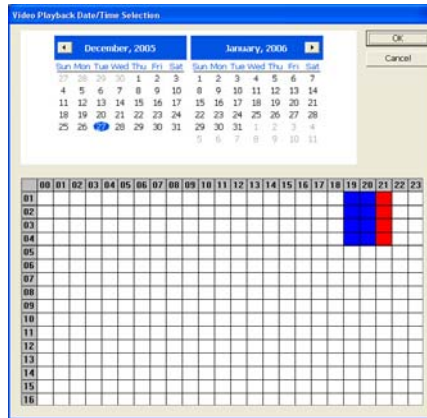 Video Playback Date/Time Selection
OK
Cancel
December, 2005 January, 2006
Sun Mon Tue Wed Thu Fri Sat Sun Mon Tue Wed Thu Fri Sat
27 28 29 30 1 2 3 1 2 3 4 5 6 7
4 5 6 7 8 9 10 8 9 10 11 12 13 14
11 12 13 14 15 16 17 15 16 17 18 19 20 21
18 19 20 21 22 23 24 22 23 24 25 26 27 28
25 26 27 28 29 30 31 29 30 31 1 2 3 4
5 6 7 8 9 10 11
00 01 02 03 04 05 06 07 08 09 10 11 12 13 14 15 16 17 18 19 20 21 22 23
01
02
03
04
05
06
07
08
09
10
11
12
13
14
15
16